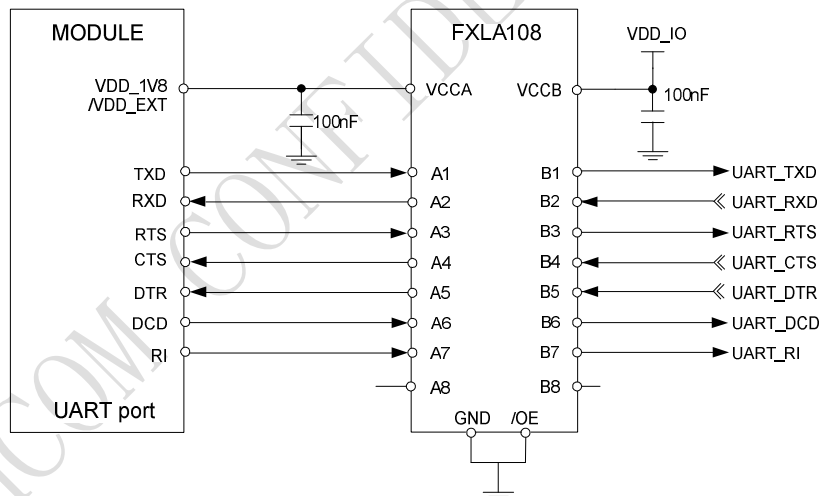 MODULE
FXLA108
VDD_IO
VDD_1V8
/VDD_EXT
VCCA
VCCB
100nF
100nF
TXD
A1
B1
UART_TXD
RXD
A2
B2
UART_RXD
RTS
A3
B3
UART_RTS
CTS
A4
B4
UART_CTS
DTR
A5
B5
UART_DTR
DCD
A6
B6
UART_DCD
RI
A7
B7
UART_RI
A8
B8
UART port
GND
/OE
COM CONFIDE